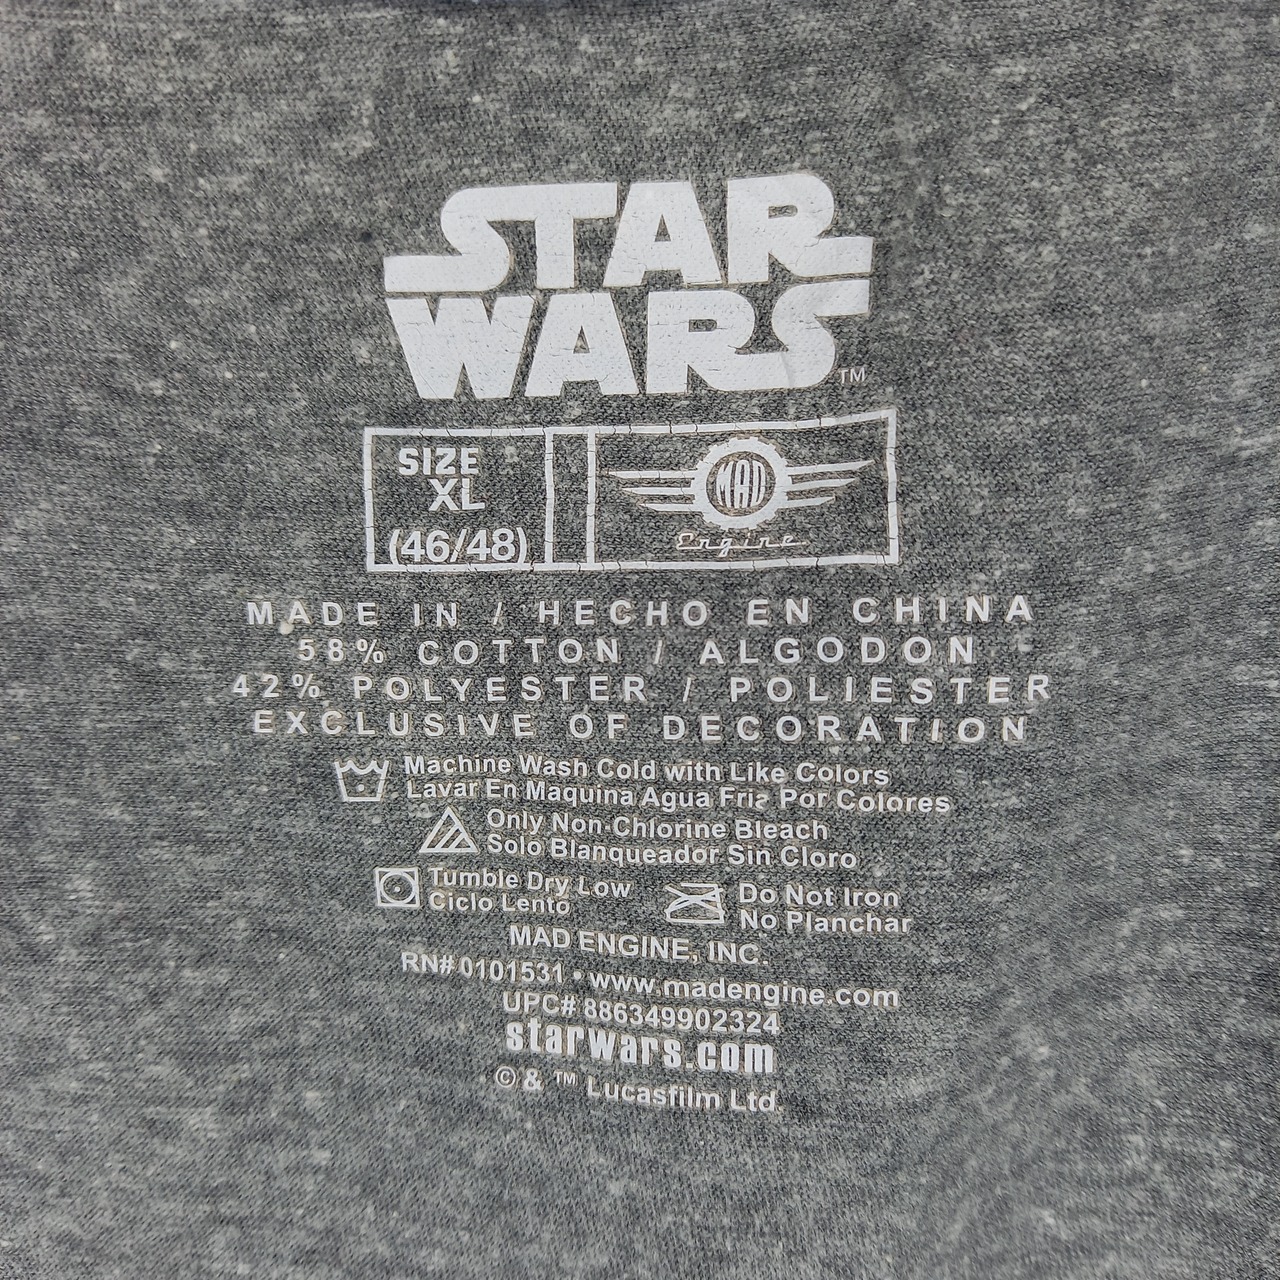 STAR
WARS™
SIZE
XL
(46/48)
MAD
Engine
MADE IN / HECHO EN CHINA
58% COTTON / ALGODON
42% POLYESTER / POLIESTER
EXCLUSIVE OF DECORATION
Machine Wash Cold with Like Colors
Lavar En Maquina Agua Fria Por Colores
Only Non-Chlorine Bleach
Solo Blanqueador Sin Cloro
Tumble Dry Low
Ciclo Lento
Do Not Iron
No Planchar
MAD ENGINE, INC.
RN# 0101531 • www.madengine.com
UPC# 886349902324
starwars.com
© & ™ Lucasfilm Ltd.